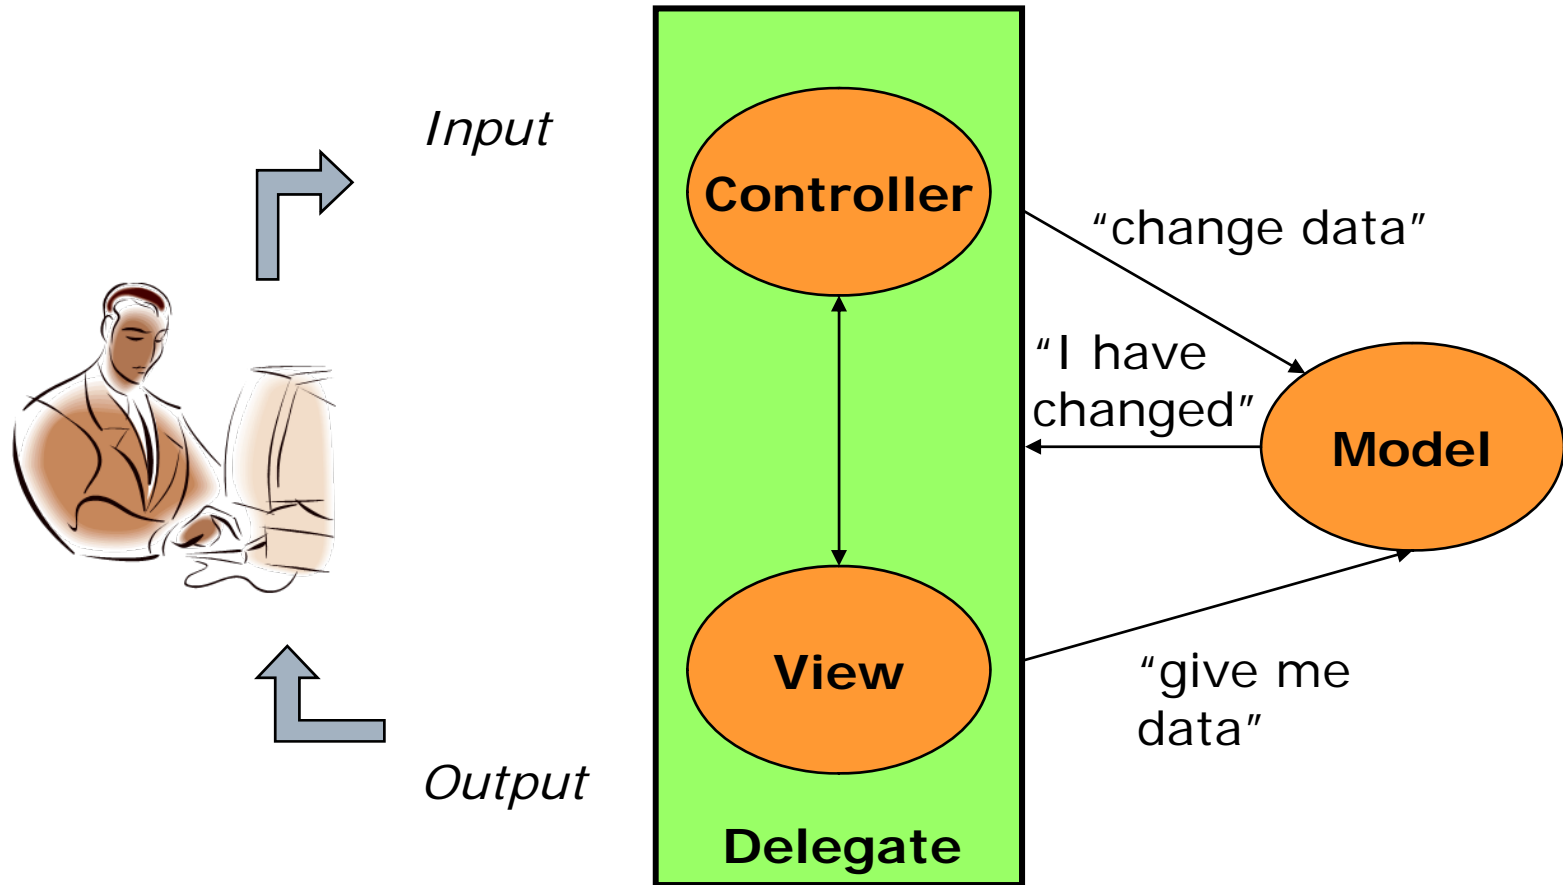 Input
Controller
“change data”
“I have
changed”
Model
View
“give me
data”
Output
Delegate